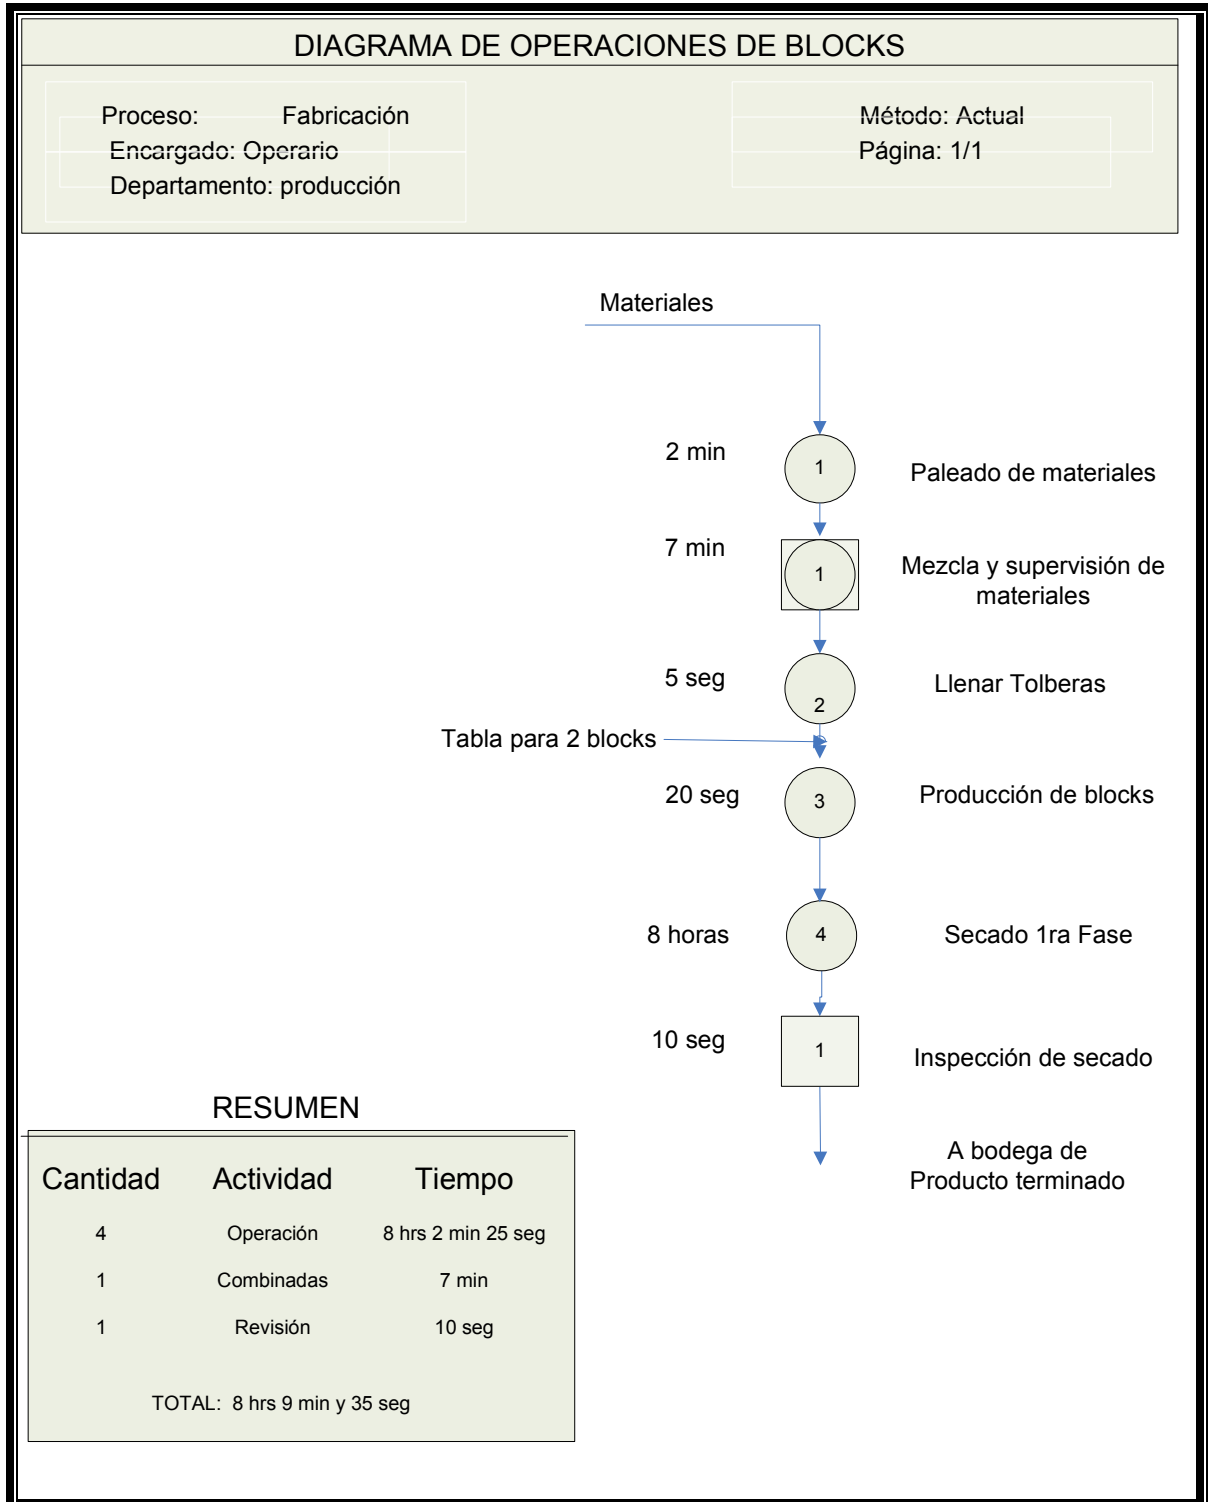 DIAGRAMA DE OPERACIONES DE BLOCKS
Proceso: Fabricación
Encargado: Operario
Departamento: producción
Método: Actual
Página: 1/1
Materiales
2 min
1
Paleado de materiales
7 min
1
Mezcla y supervisión de
materiales
5 seg
2
Llenar Tolberas
Tabla para 2 blocks
20 seg
3
Producción de blocks
8 horas
4
Secado 1ra Fase
10 seg
1
Inspección de secado
A bodega de
Producto terminado
RESUMEN
Cantidad Actividad Tiempo
4 Operación 8 hrs 2 min 25 seg
1 Combinadas 7 min
1 Revisión 10 seg
TOTAL: 8 hrs 9 min y 35 seg